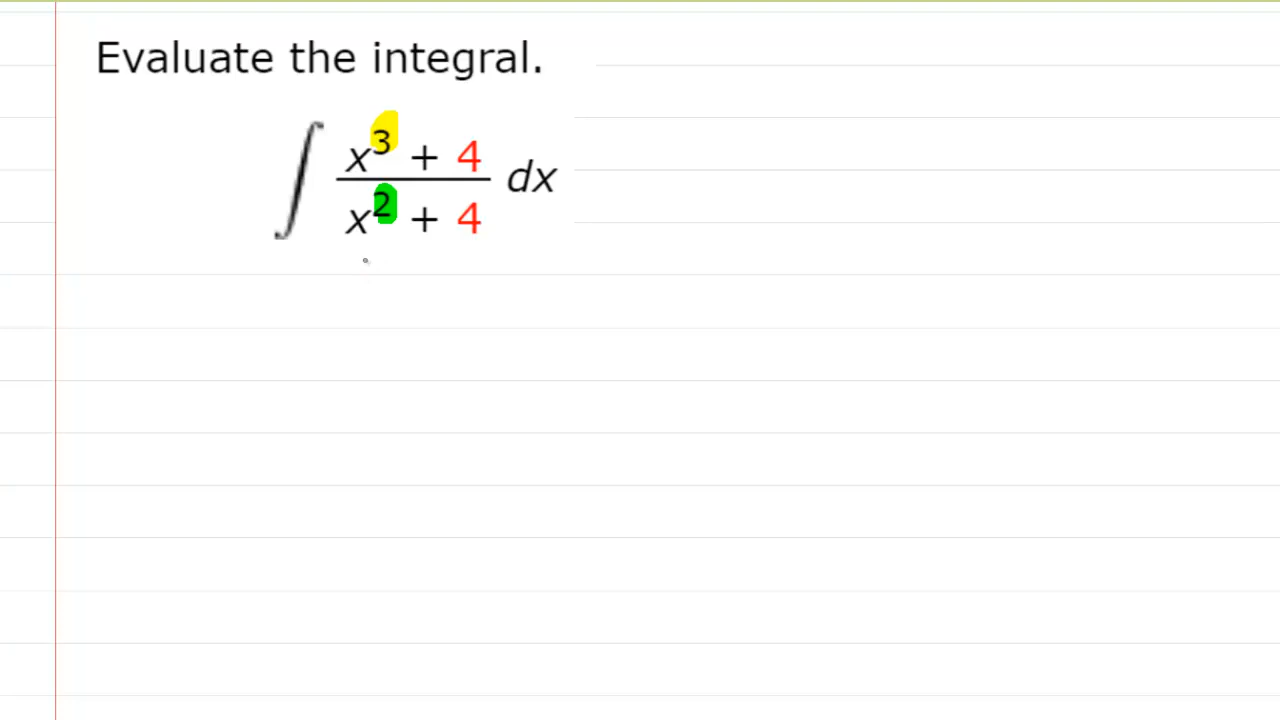 Evaluate the integral.
∫ (x³ + 4)/(x² + 4) dx